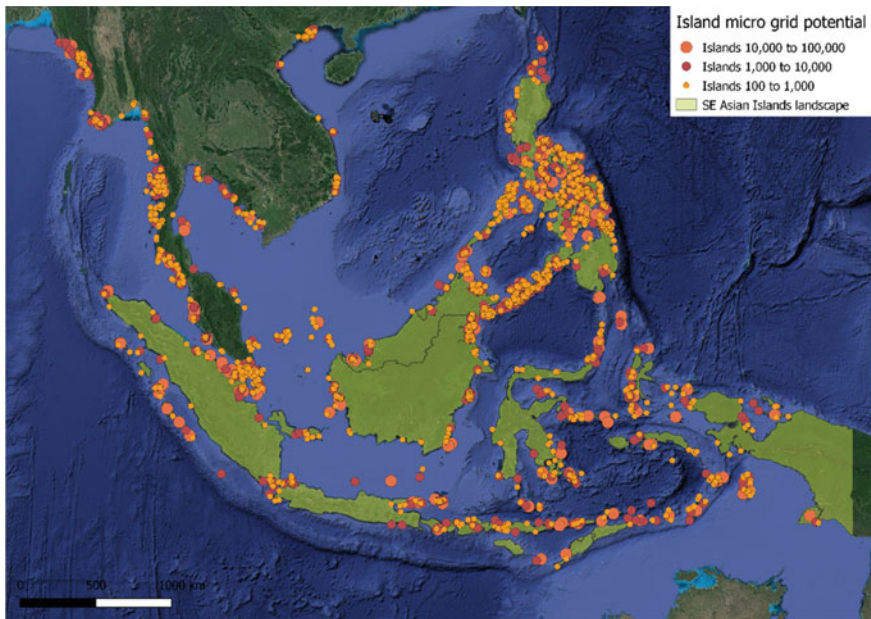 Island micro grid potential
Islands 10,000 to 100,000
Islands 1,000 to 10,000
Islands 100 to 1,000
SE Asian Islands landscape
0 500 1000 km